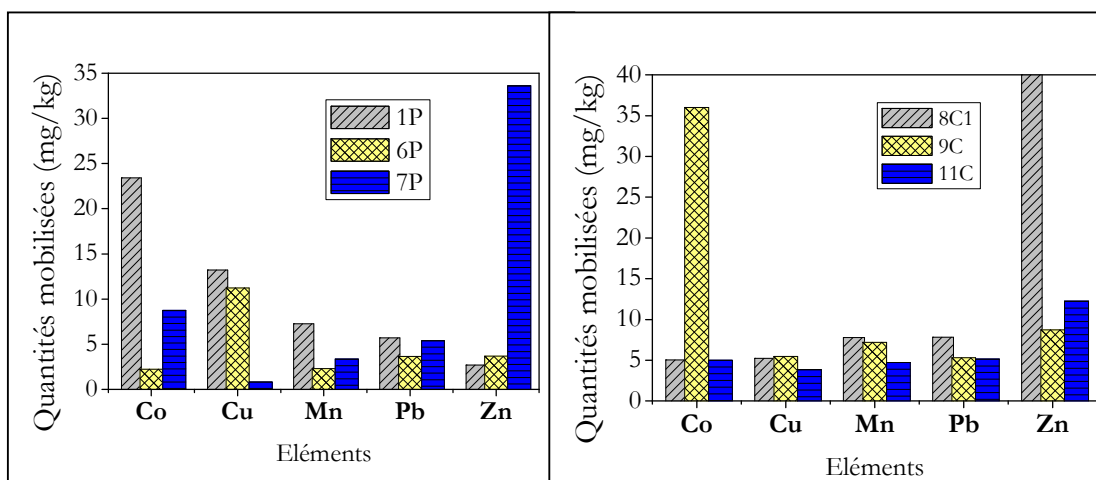 Quantités mobilisées (mg/kg)
35
30
25
20
15
10
5
0
1P
6P
7P
Co Cu Mn Pb Zn
Eléments
Quantités mobilisées (mg/kg)
40
35
30
25
20
15
10
5
0
8C1
9C
11C
Co Cu Mn Pb Zn
Eléments